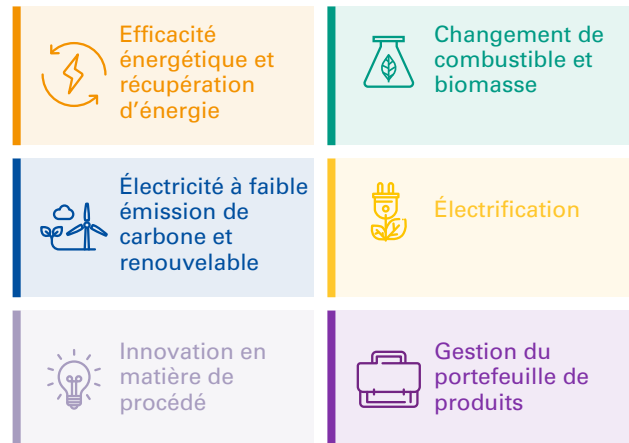 Efficacité
énergétique et
récupération
d'énergie
Changement de
combustible et
biomasse
Électricité à faible
émission de
carbone et
renouvelable
Électrification
Innovation en
matière de
procédé
Gestion du
portefeuille de
produits